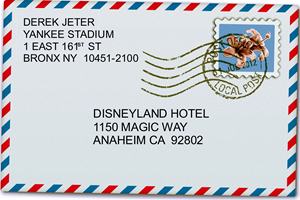 DEREK JETER
YANKEE STADIUM
1 EAST 161ST ST
BRONX NY 10451-2100
LOCAL POST
DISNEYLAND HOTEL
1150 MAGIC WAY
ANAHEIM CA 92802